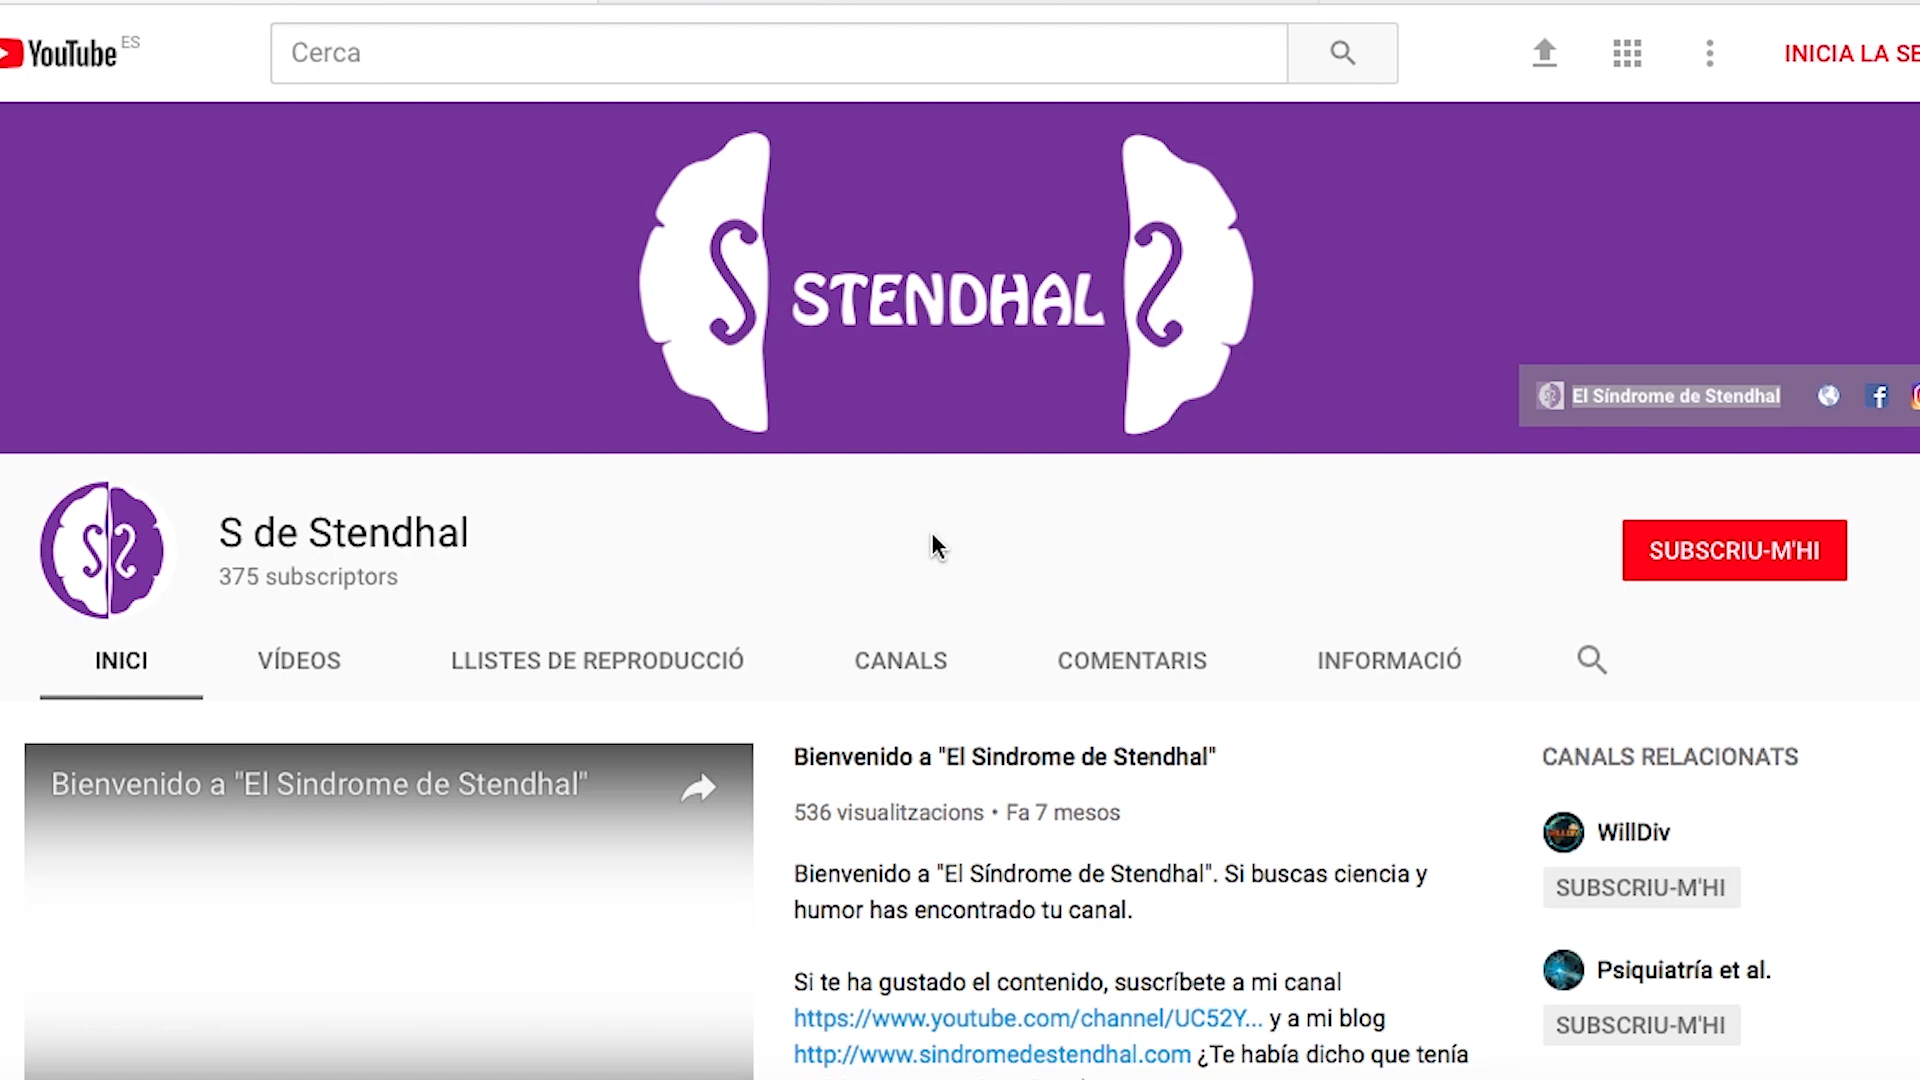 YouTube ES
Cerca
INICIA LA SE
STENDHAL
El Síndrome de Stendhal
S de Stendhal
375 subscriptors
SUBSCRIU-M'HI
INICI
VÍDEOS
LLISTES DE REPRODUCCIÓ
CANALS
COMENTARIS
INFORMACIÓ
Bienvenido a "El Sindrome de Stendhal"
Bienvenido a "El Sindrome de Stendhal"
536 visualitzacions • Fa 7 mesos
Bienvenido a "El Síndrome de Stendhal". Si buscas ciencia y
humor has encontrado tu canal.
Si te ha gustado el contenido, suscríbete a mi canal
https://www.youtube.com/channel/UC52Y... y a mi blog
http://www.sindromedestendhal.com ¿Te había dicho que tenía
CANALS RELACIONATS
WillDiv
SUBSCRIU-M'HI
Psiquiatría et al.
SUBSCRIU-M'HI